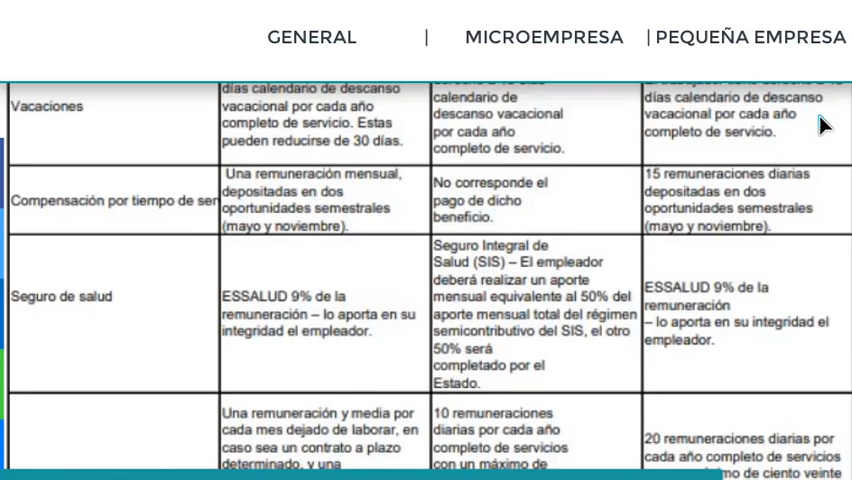 GENERAL | MICROEMPRESA | PEQUEÑA EMPRESA
Vacaciones
días calendario de descanso
vacacional por cada año
completo de servicio. Estas
pueden reducirse de 30 días.
calendario de
descanso vacacional
por cada año
completo de servicio.
días calendario de descanso
vacacional por cada año
completo de servicio.
Compensación por tiempo de ser
Una remuneración mensual,
depositadas en dos
oportunidades semestrales
(mayo y noviembre).
No corresponde el
pago de dicho
beneficio.
15 remuneraciones diarias
depositadas en dos
oportunidades semestrales
(mayo y noviembre).
Seguro de salud
ESSALUD 9% de la
remuneración – lo aporta en su
integridad el empleador.
Seguro Integral de
Salud (SIS) – El empleador
deberá realizar un aporte
mensual equivalente al 50% del
aporte mensual total del régimen
semicontributivo del SIS, el otro
50% será
completado por el
Estado.
ESSALUD 9% de la
remuneración
– lo aporta en su integridad el
empleador.
Una remuneración y media por
cada mes dejado de laborar, en
caso sea un contrato a plazo
determinado, y una
10 remuneraciones
diarias por cada año
completo de servicios
con un máximo de
20 remuneraciones diarias por
cada año completo de servicios
de ciento veinte